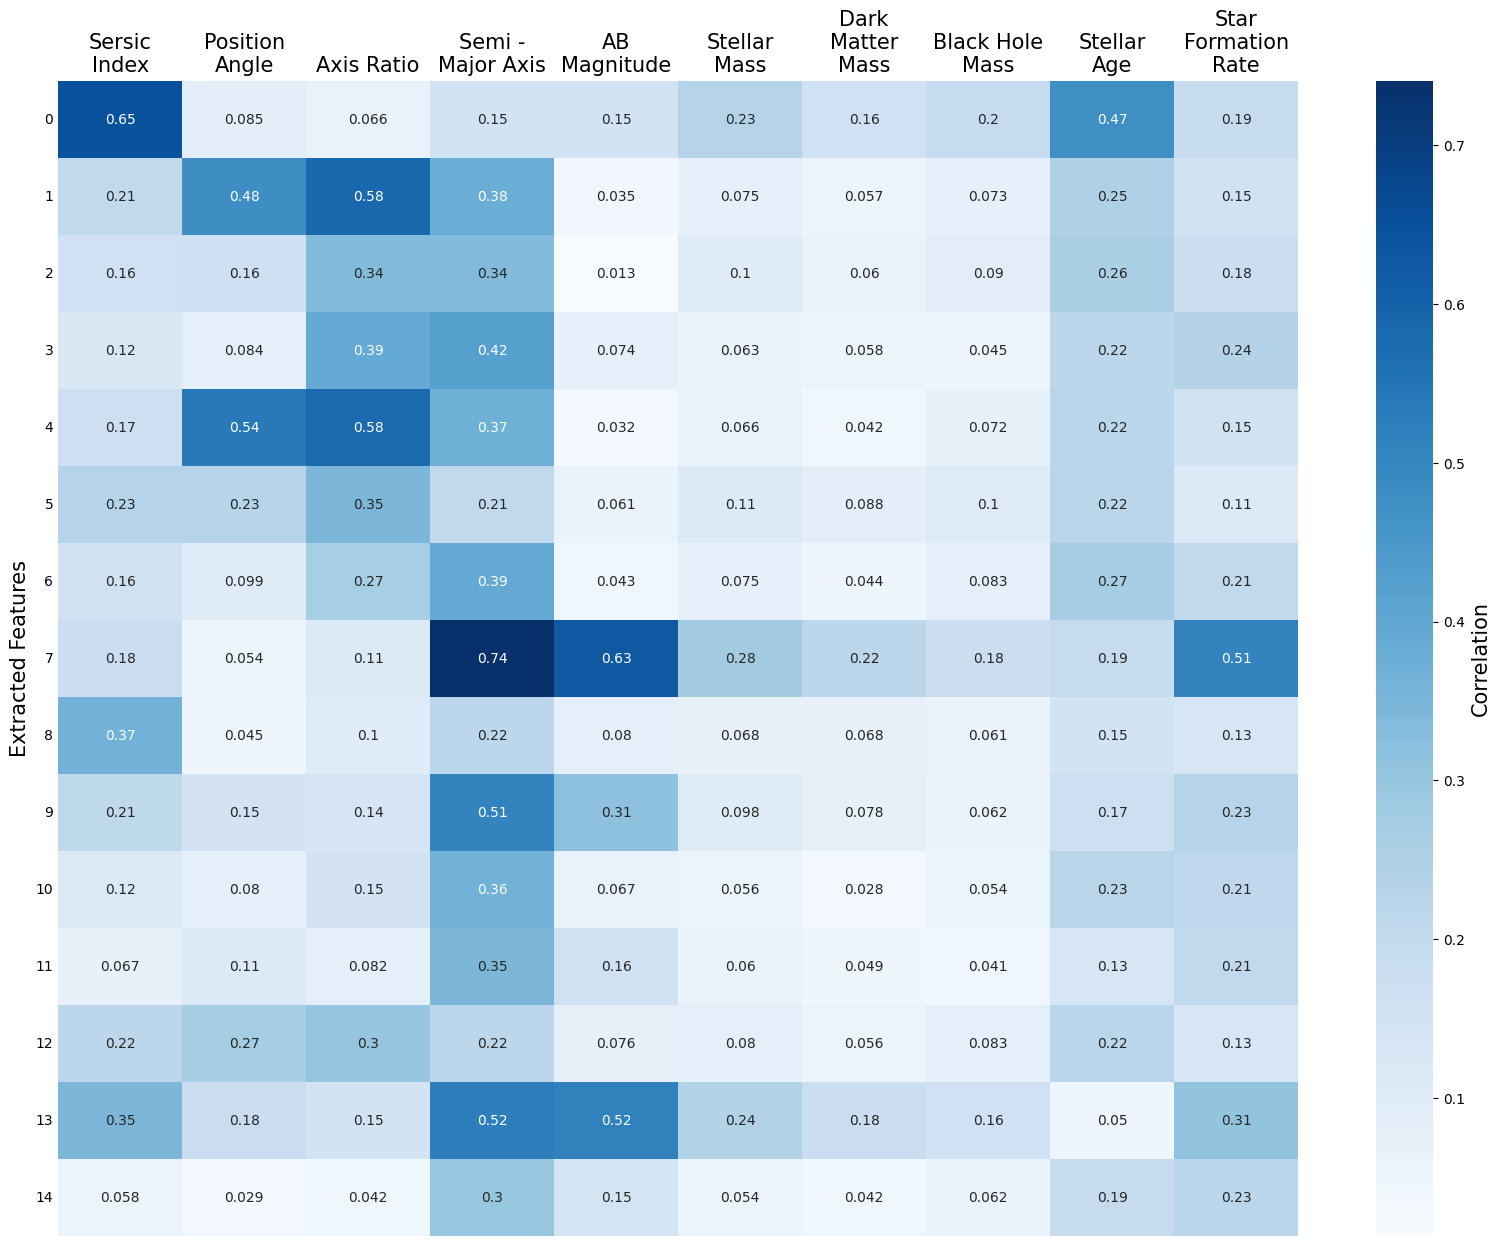 Sersic
Index
Position
Angle
Axis Ratio
Semi -
Major Axis
AB
Magnitude
Stellar
Mass
Dark
Matter
Mass
Black Hole
Mass
Stellar
Age
Star
Formation
Rate
0 0.65 0.085 0.066 0.15 0.15 0.23 0.16 0.2 0.47 0.19
1 0.21 0.48 0.58 0.38 0.035 0.075 0.057 0.073 0.25 0.15
2 0.16 0.16 0.34 0.34 0.013 0.1 0.06 0.09 0.26 0.18
3 0.12 0.084 0.39 0.42 0.074 0.063 0.058 0.045 0.22 0.24
4 0.17 0.54 0.58 0.37 0.032 0.066 0.042 0.072 0.22 0.15
5 0.23 0.23 0.35 0.21 0.061 0.11 0.088 0.1 0.22 0.11
6 0.16 0.099 0.27 0.39 0.043 0.075 0.044 0.083 0.27 0.21
7 0.18 0.054 0.11 0.74 0.63 0.28 0.22 0.18 0.19 0.51
8 0.37 0.045 0.1 0.22 0.08 0.068 0.068 0.061 0.15 0.13
9 0.21 0.15 0.14 0.51 0.31 0.098 0.078 0.062 0.17 0.23
10 0.12 0.08 0.15 0.36 0.067 0.056 0.028 0.054 0.23 0.21
11 0.067 0.11 0.082 0.35 0.16 0.06 0.049 0.041 0.13 0.21
12 0.22 0.27 0.3 0.22 0.076 0.08 0.056 0.083 0.22 0.13
13 0.35 0.18 0.15 0.52 0.52 0.24 0.18 0.16 0.05 0.31
14 0.058 0.029 0.042 0.3 0.15 0.054 0.042 0.062 0.19 0.23
Extracted Features
0.7
0.6
0.5
0.4
0.3
0.2
0.1
Correlation